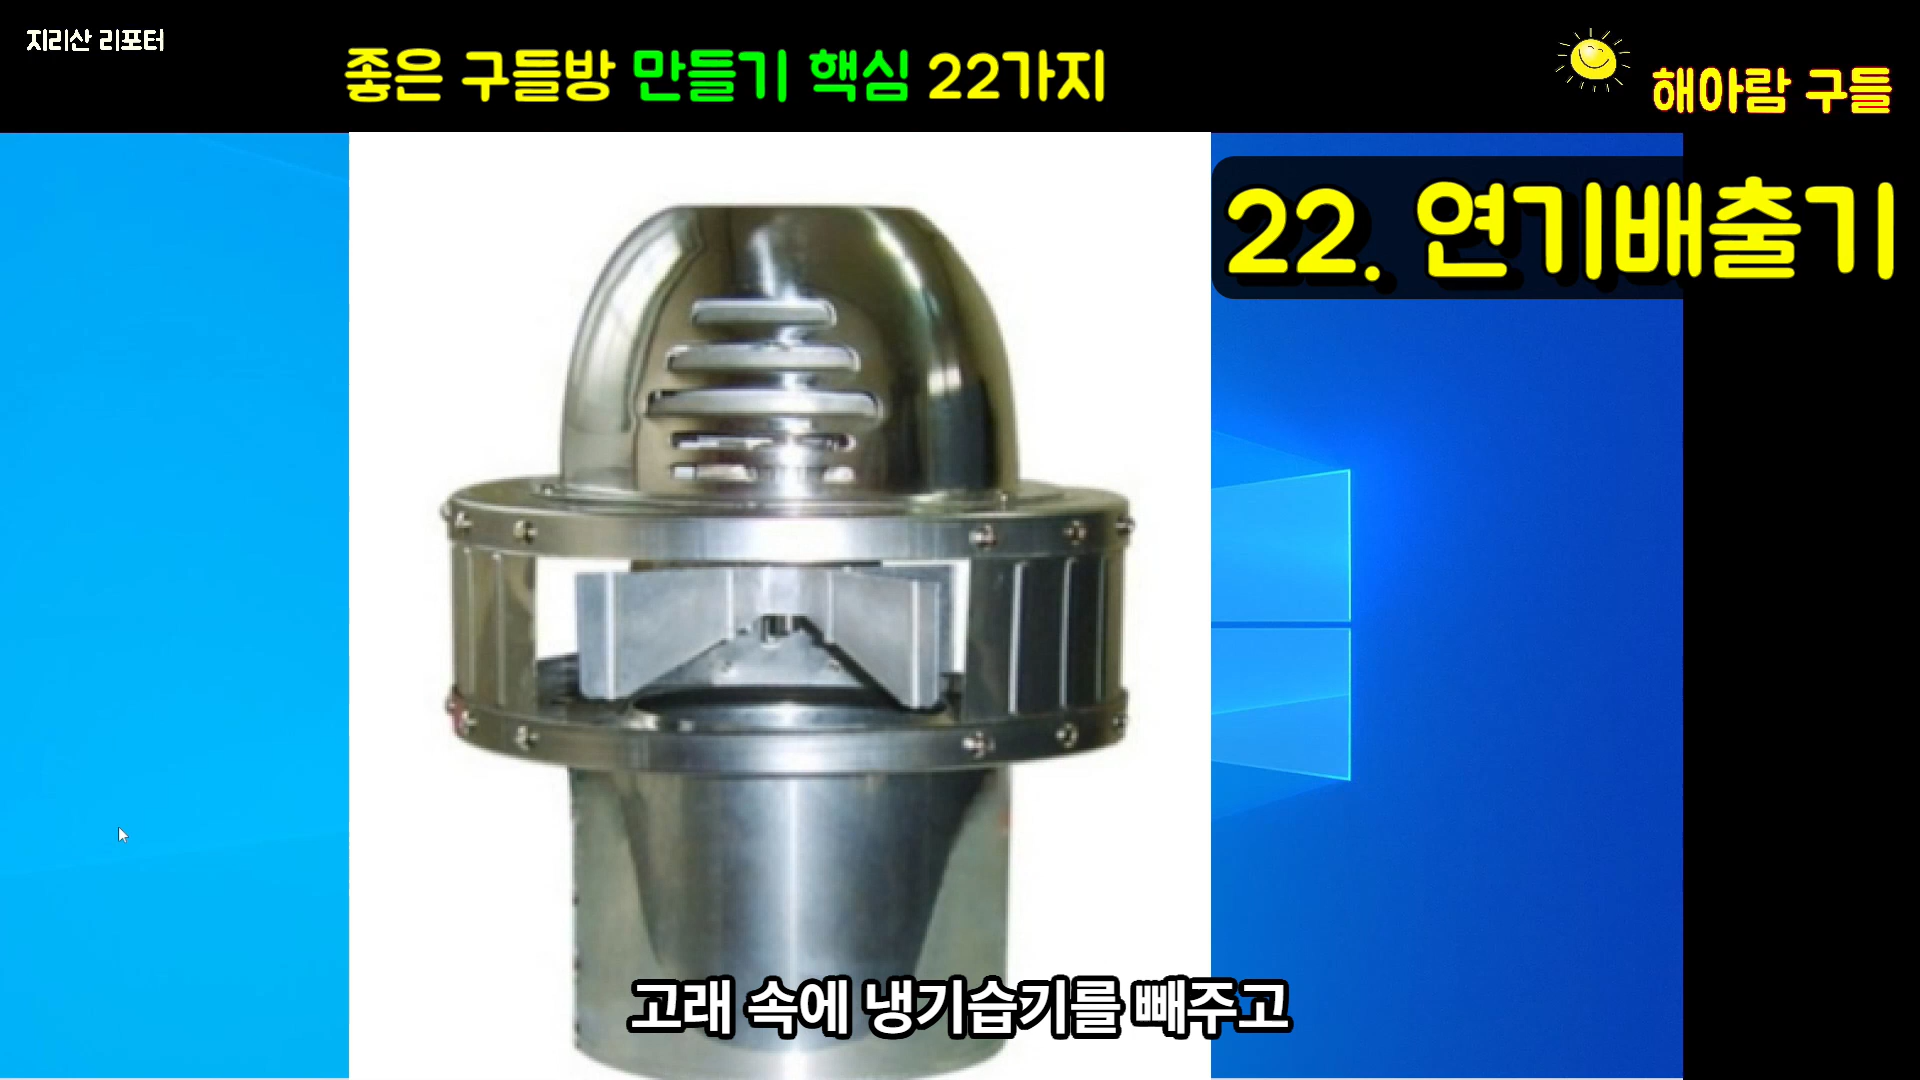 지리산 리포터
좋은 구들방 만들기 핵심 22가지
해아람 구들
22. 연기배출기
고래 속에 냉기습기를 빼주고